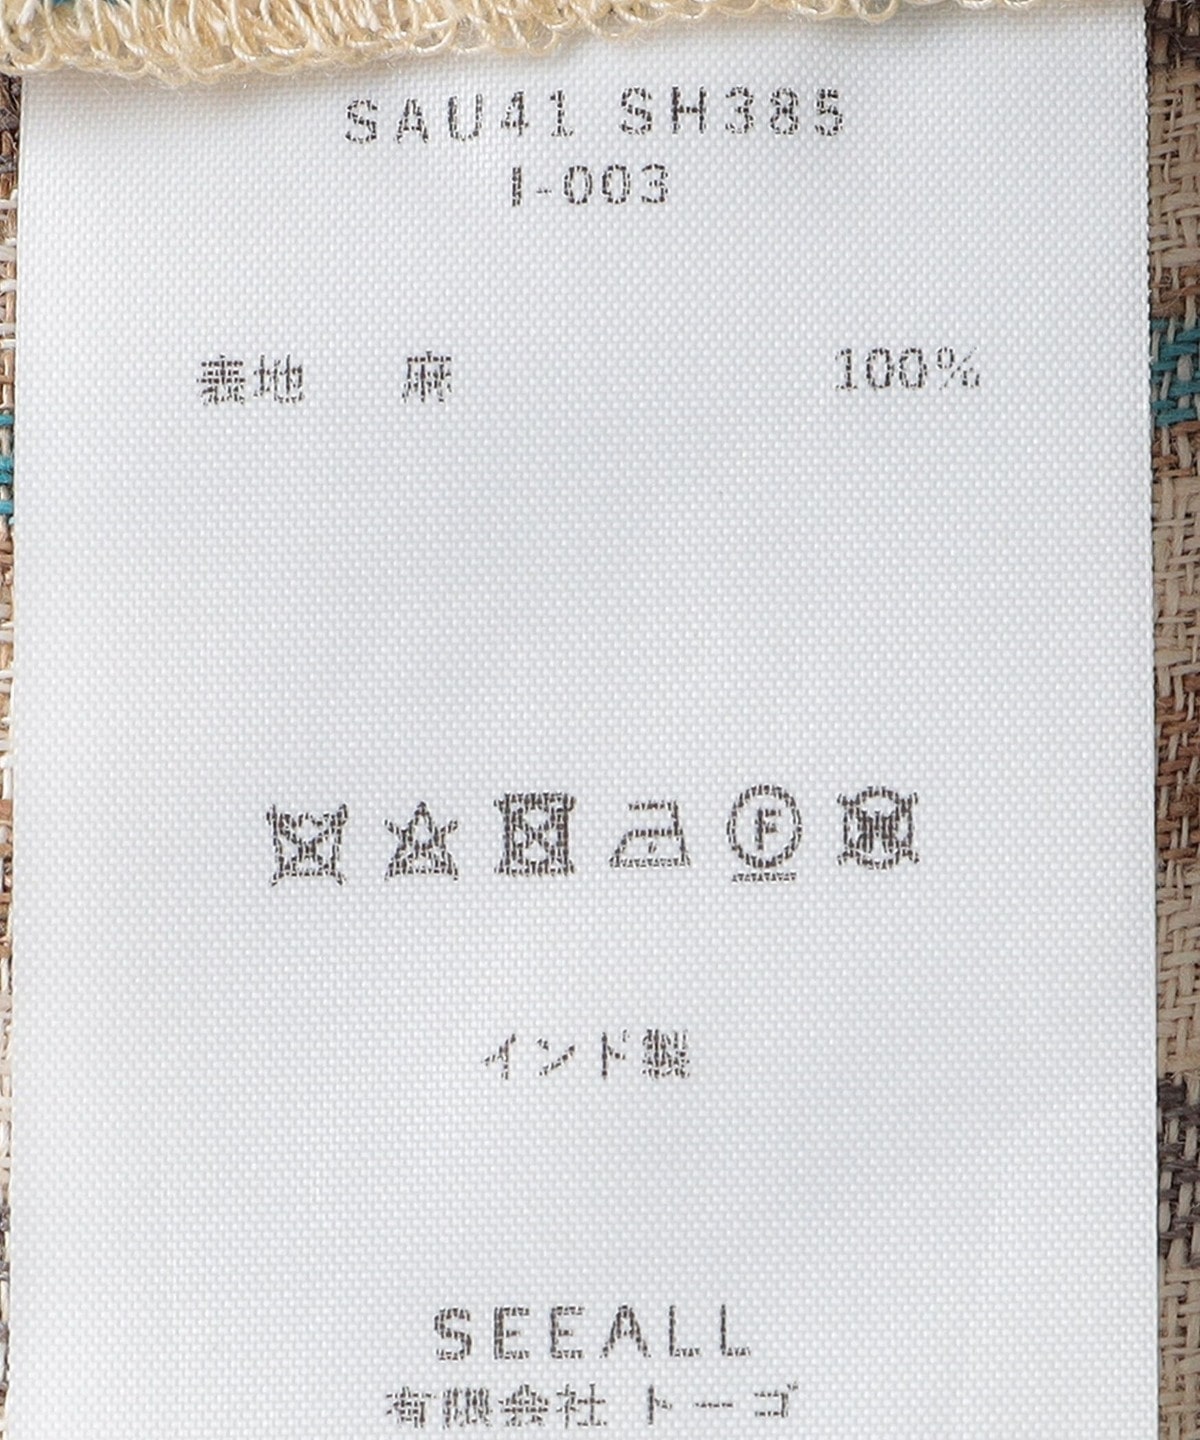 SAU41 SH385
I-003
表地 麻 100%
F
W
インド製
SEEALL
有限会社 トーゴ